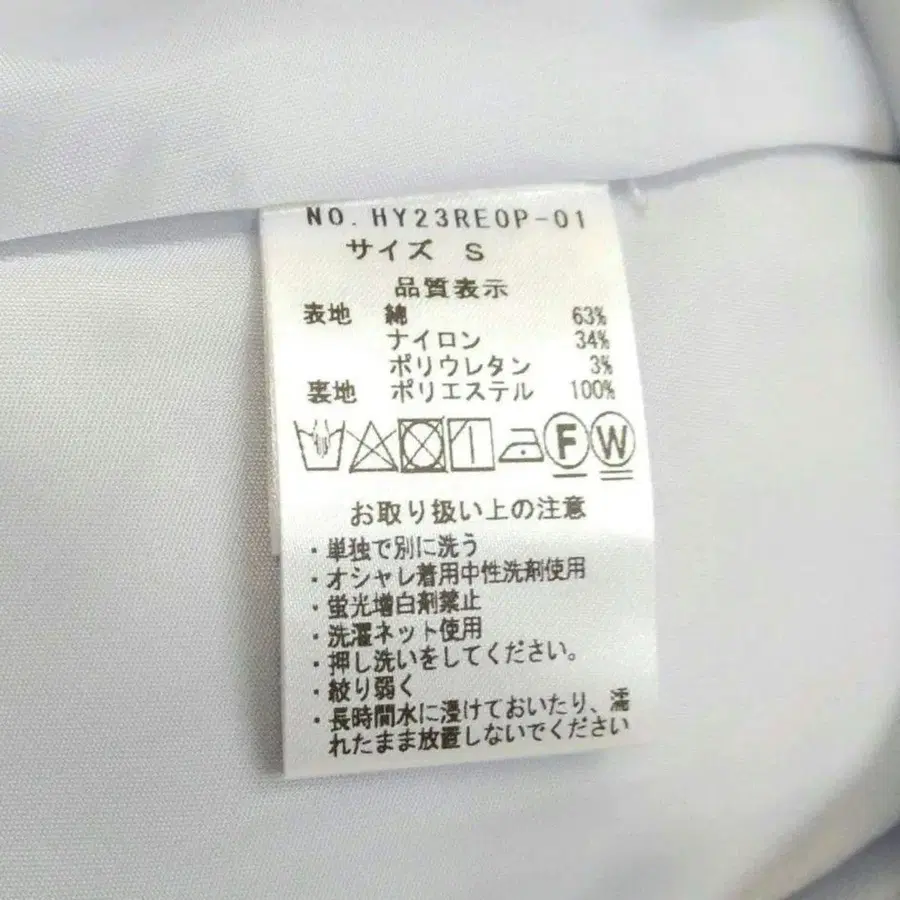 NO. HY23REOP-01
サイズ S
品質表示
表地 綿 63%
ナイロン 34%
ポリウレタン 3%
裏地 ポリエステル 100%
F W
お取り扱い上の注意
・単独で別に洗う
・オシャレ着用中性洗剤使用
・蛍光増白剤禁止
・洗濯ネット使用
・押し洗いをしてください。
・絞り弱く
・長時間水に浸けておいたり、濡
れたまま放置しないでください